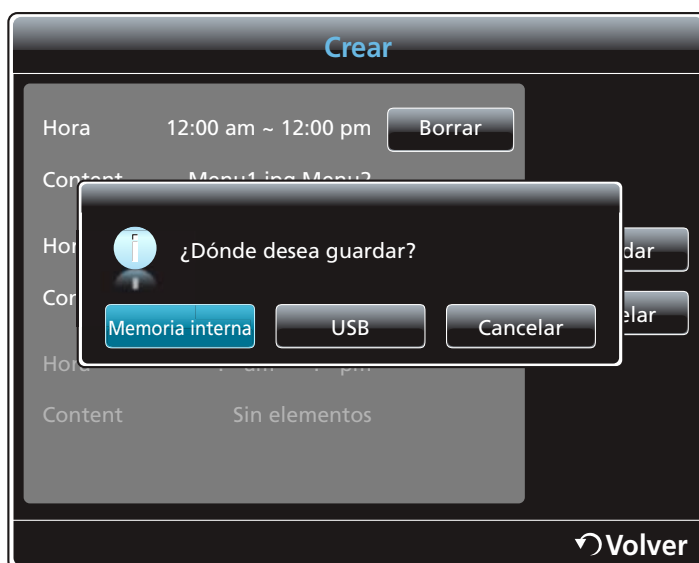 Crear
Hora 12:00 am ~ 12:00 pm Borrar
Content
¿Dónde desea guardar?
Memoria interna USB Cancelar
Content Sin elementos
Volver